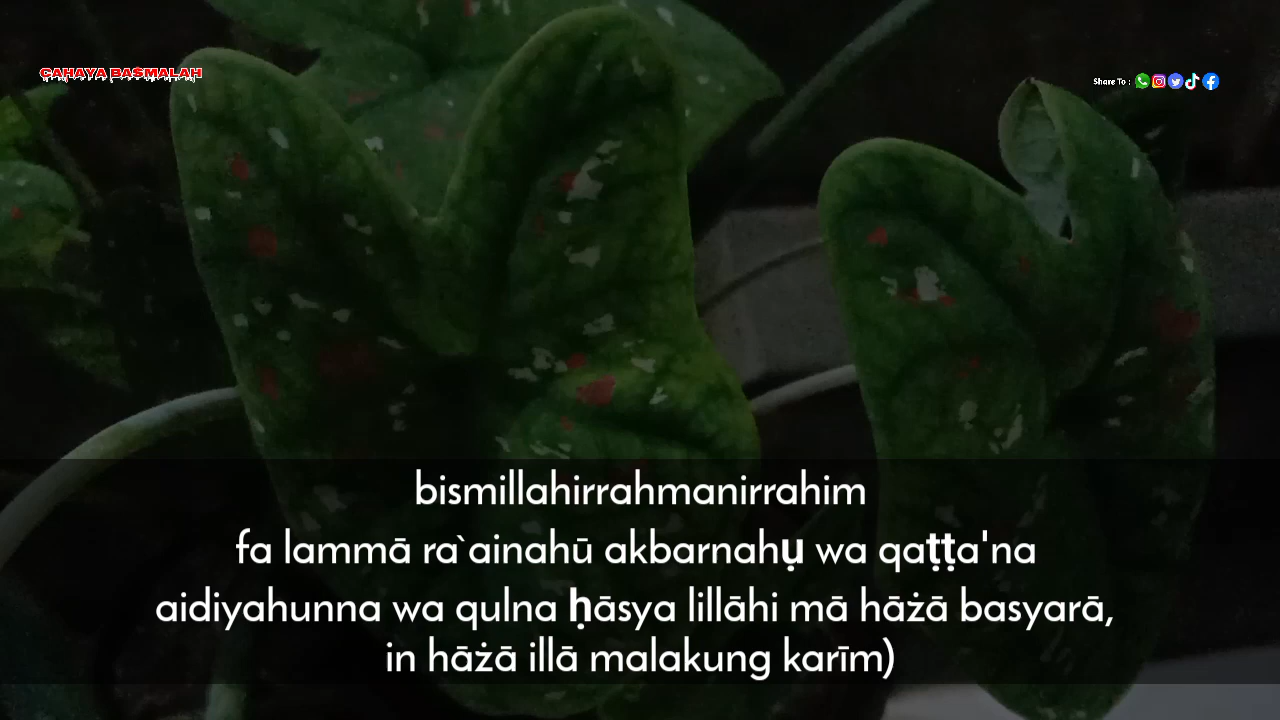 CAHAYA BASMALAH
Share To :
bismillahirrahmanirrahim
fa lammā ra`ainahū akbarnahụ wa qaṭṭa'na
aidiyahunna wa qulna ḥāsya lillāhi mā hāżā basyarā,
in hāżā illā malakung karīm)